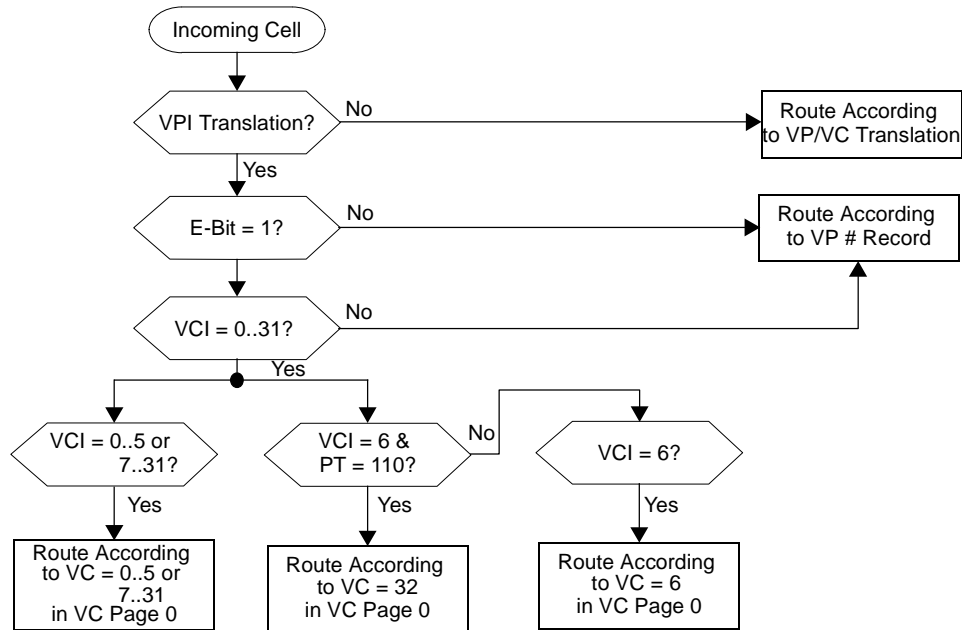 Incoming Cell
VPI Translation?
No
Route According
to VP/VC Translation
Yes
E-Bit = 1?
No
Route According
to VP # Record
VCI = 0..31?
No
Yes
VCI = 0..5 or
7..31?
VCI = 6 &
PT = 110?
No
VCI = 6?
Yes
Yes
Yes
Route According
to VC = 0..5 or
7..31
in VC Page 0
Route According
to VC = 32
in VC Page 0
Route According
to VC = 6
in VC Page 0